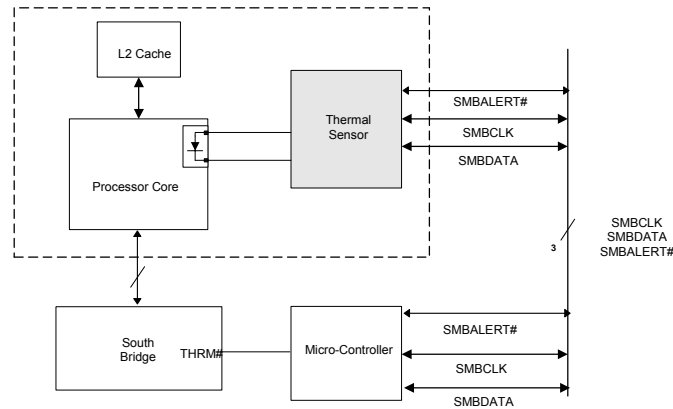 L2 Cache
Thermal
Sensor
SMBALERT#
SMBCLK
SMBDATA
Processor Core
SMBCLK
SMBDATA
SMBALERT#
3
South
Bridge
THRM#
Micro-Controller
SMBALERT#
SMBCLK
SMBDATA